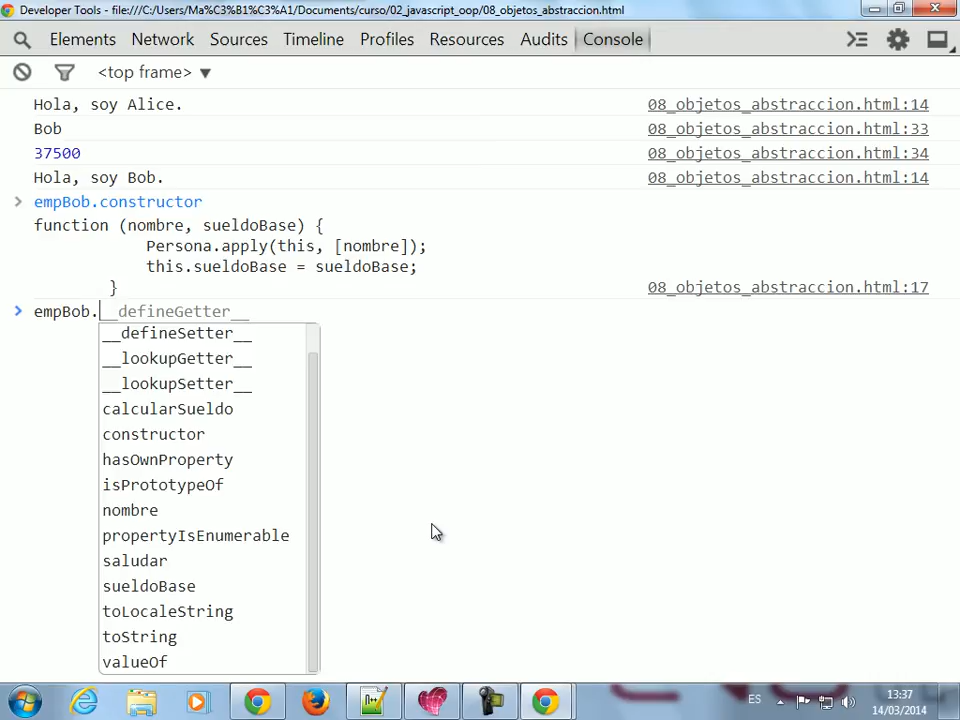 Developer Tools - file:///C:/Users/Ma%C3%B1%C3%A1/Documents/curso/02_javascript_oop/08_objetos_abstraccion.html
Elements Network Sources Timeline Profiles Resources Audits Console
<top frame> ▼
Hola, soy Alice. 08_objetos_abstraccion.html:14
Bob 08_objetos_abstraccion.html:33
37500 08_objetos_abstraccion.html:34
Hola, soy Bob. 08_objetos_abstraccion.html:14
> empBob.constructor
function (nombre, sueldoBase) {
Persona.apply(this, [nombre]);
this.sueldoBase = sueldoBase;
} 08_objetos_abstraccion.html:17
> empBob.__defineGetter__
__defineSetter__
__lookupGetter__
__lookupSetter__
calcularSueldo
constructor
hasOwnProperty
isPrototypeOf
nombre
propertyIsEnumerable
saludar
sueldoBase
toLocaleString
toString
valueOf
ES
13:37
14/03/2014